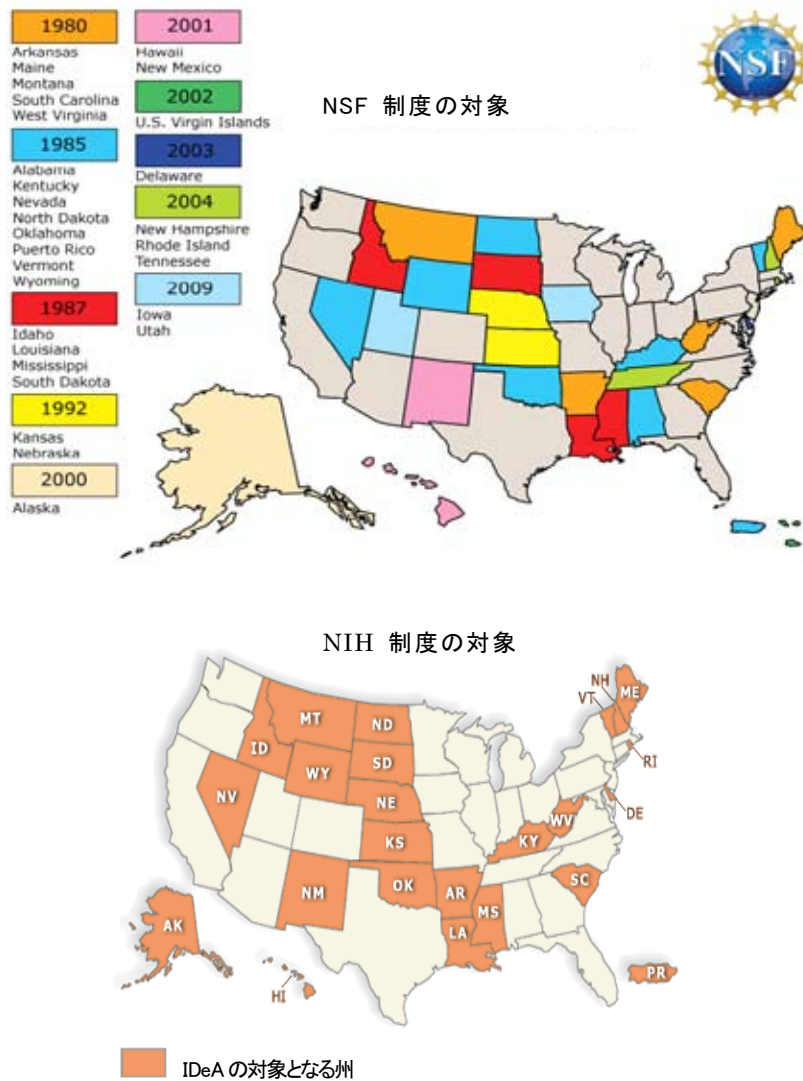 1980
Arkansas
Maine
Montana
South Carolina
West Virginia
1985
Alabama
Kentucky
Nevada
North Dakota
Oklahoma
Puerto Rico
Vermont
Wyoming
1987
Idaho
Louisiana
Mississippi
South Dakota
1992
Kansas
Nebraska
2000
Alaska
2001
Hawaii
New Mexico
2002
U.S. Virgin Islands
2003
Delaware
2004
New Hampshire
Rhode Island
Tennessee
2009
Iowa
Utah
NSF
NSF 制度の対象
NIH 制度の対象
NH
ME
VT
MT
ND
ID
RI
SD
WY
NE
NV
DE
WV
KS
KY
SC
OK
AR
NM
MS
AK
LA
HI
PR
IDeA の対象となる州